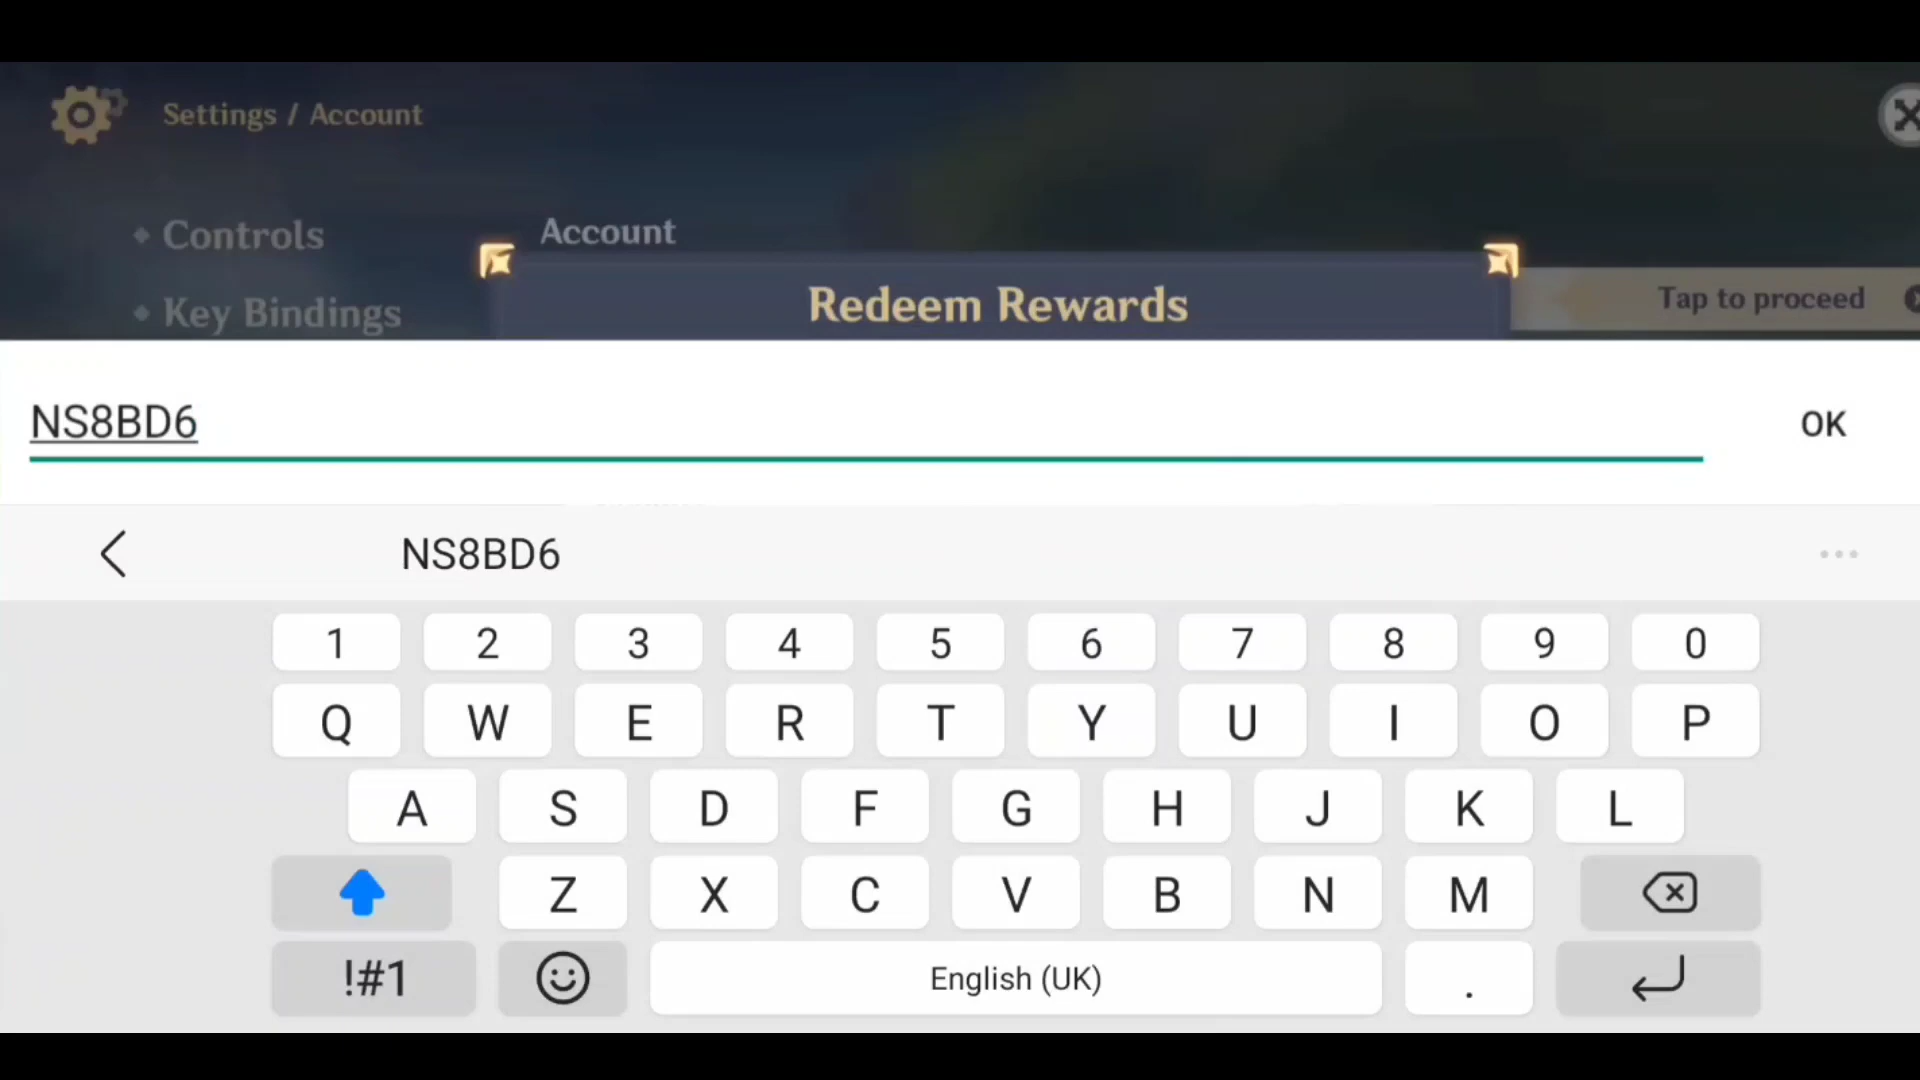 Settings / Account
Controls
Account
Key Bindings
Redeem Rewards
Tap to proceed
NS8BD6
OK
NS8BD6
1 2 3 4 5 6 7 8 9 0
Q W E R T Y U I O P
A S D F G H J K L
Z X C V B N M
!#1
English (UK)
.